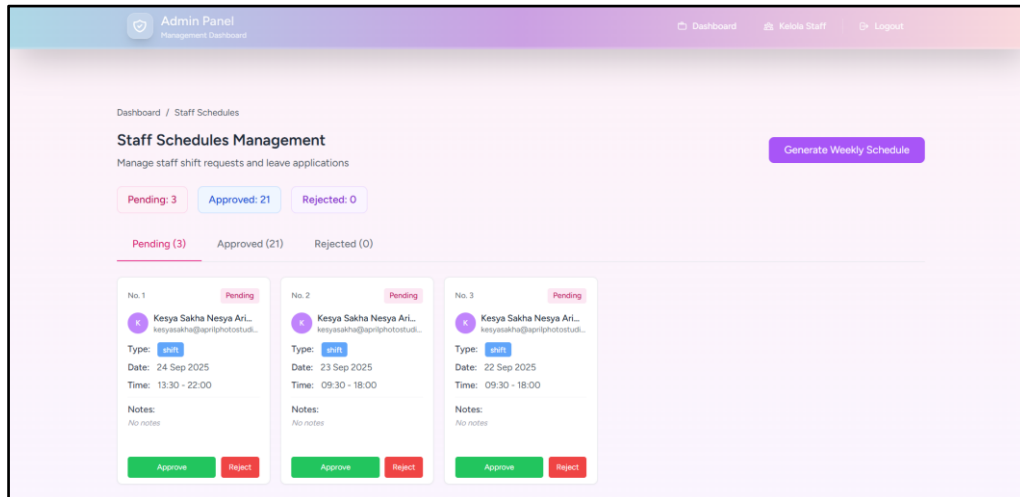 Admin Panel
Management Dashboard
Dashboard Kelola Staff Logout
Dashboard / Staff Schedules
Staff Schedules Management
Manage staff shift requests and leave applications
Generate Weekly Schedule
Pending: 3 Approved: 21 Rejected: 0
Pending (3) Approved (21) Rejected (0)
No. 1 Pending
K
Kesya Sakha Nesya Ari...
kesyasakha@aprilphotostudi...
Type: shift
Date: 24 Sep 2025
Time: 13:30 - 22:00
Notes:
No notes
Approve Reject
No. 2 Pending
K
Kesya Sakha Nesya Ari...
kesyasakha@aprilphotostudi...
Type: shift
Date: 23 Sep 2025
Time: 09:30 - 18:00
Notes:
No notes
Approve Reject
No. 3 Pending
K
Kesya Sakha Nesya Ari...
kesyasakha@aprilphotostudi...
Type: shift
Date: 22 Sep 2025
Time: 09:30 - 18:00
Notes:
No notes
Approve Reject